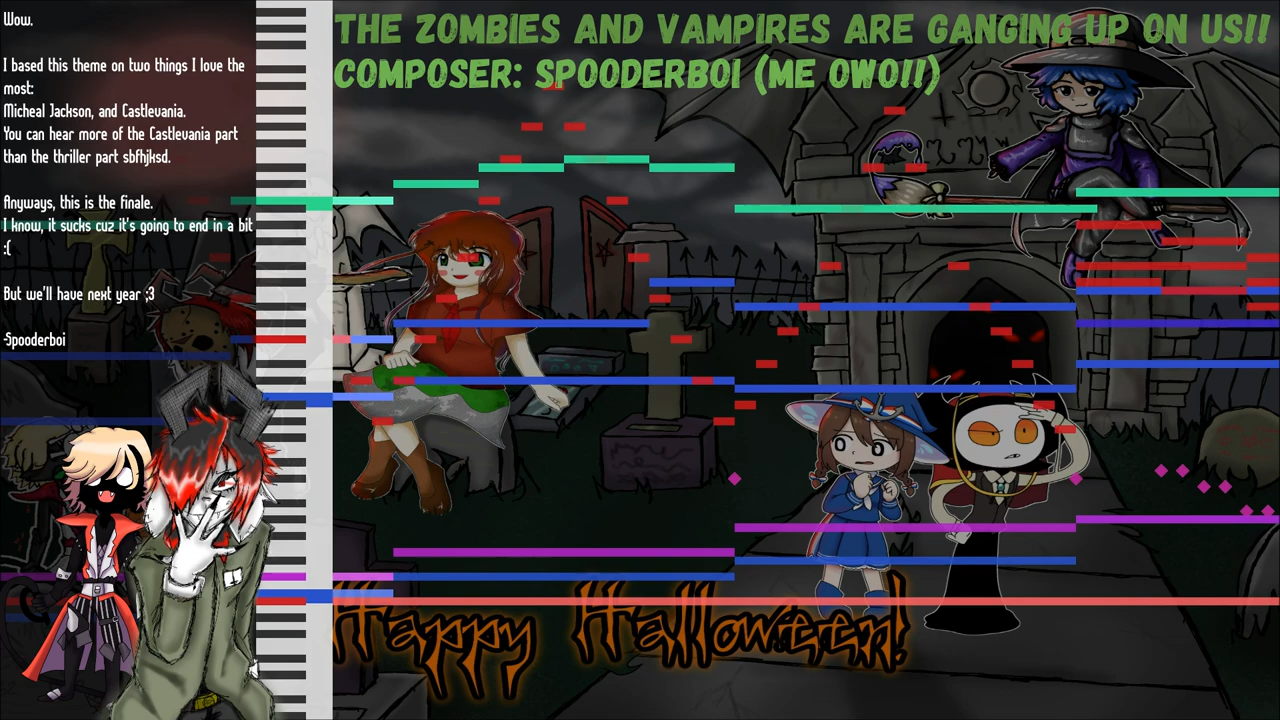 Wow.
I based this theme on two things I love the
most:
Micheal Jackson, and Castlevania.
You can hear more of the Castlevania part
than the thriller part sbfhjksd.
Anyways, this is the finale.
I know, it sucks cuz it's going to end in a bit
:(
But we'll have next year ;3
-Spooderboi
THE ZOMBIES AND VAMPIRES ARE GANGING UP ON US!!
COMPOSER: SPOODERBOI (ME OWO!!)
Happy Halloween!